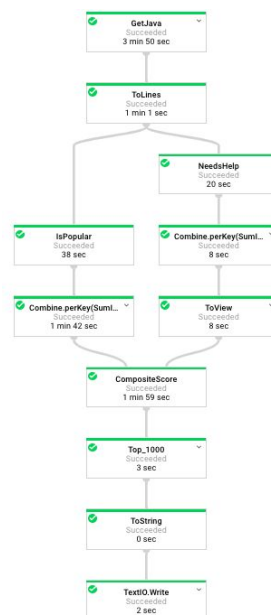 GetJava
Succeeded
3 min 50 sec
ToLines
Succeeded
1 min 1 sec
NeedsHelp
Succeeded
20 sec
IsPopular
Succeeded
38 sec
Combine.perKey(SumI...
Succeeded
8 sec
Combine.perKey(SumI...
Succeeded
1 min 42 sec
ToView
Succeeded
8 sec
CompositeScore
Succeeded
1 min 59 sec
Top_1000
Succeeded
3 sec
ToString
Succeeded
0 sec
TextIO.Write
Succeeded
2 sec